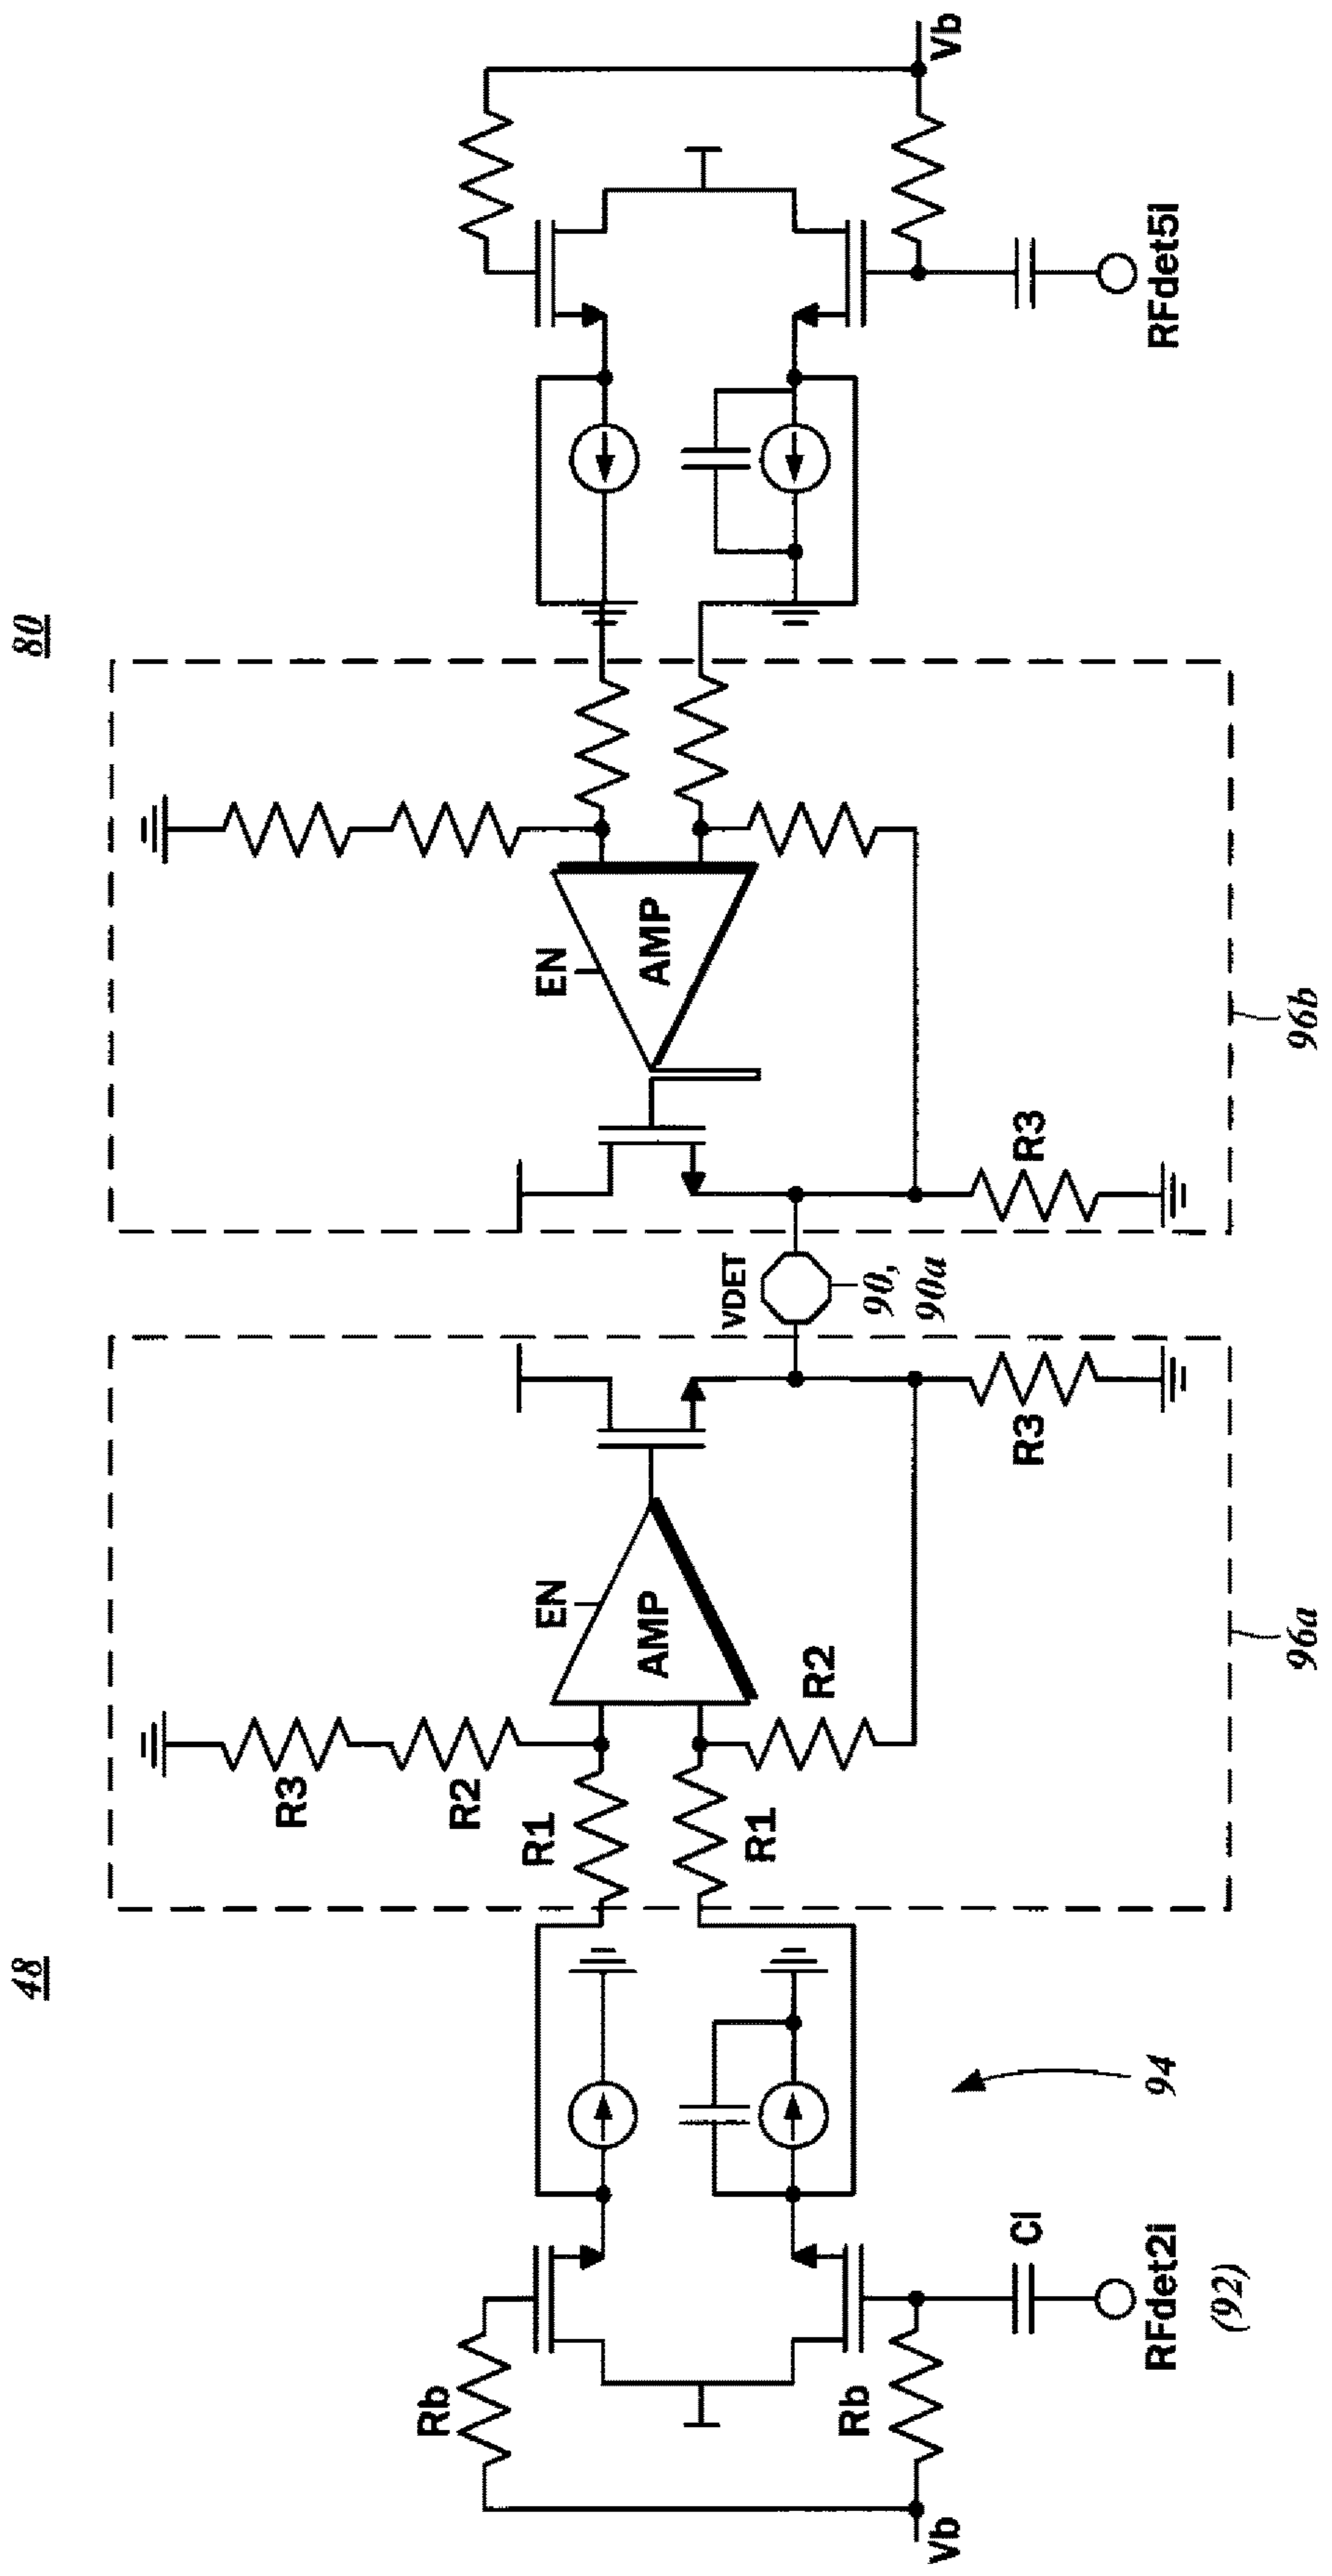 48
80
Vb
Rb
Rb
CI
RFdet2i
(92)
94
R3
R2
R1
R1
R2
EN
AMP
R3
96a
VDET
90,
90a
R3
EN
AMP
96b
RFdet5i
Vb